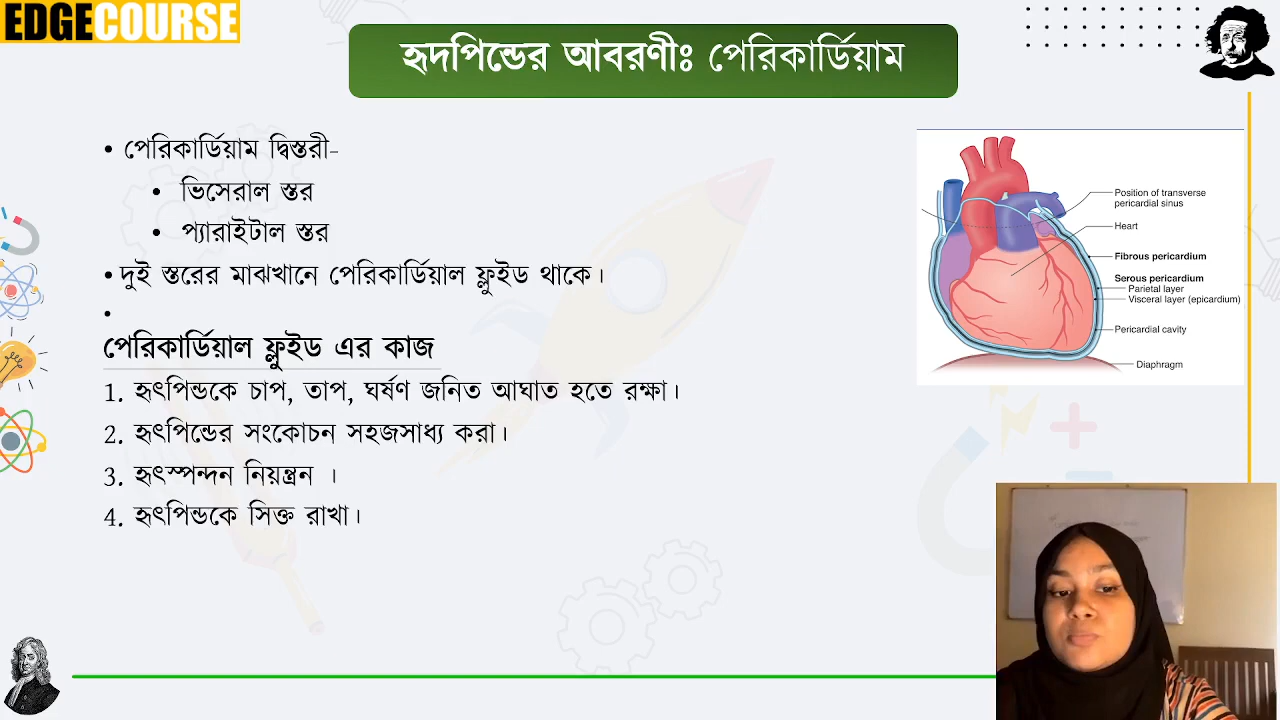 EDGECOURSE
হৃদপিন্ডের আবরণীঃ পেরিকার্ডিয়াম
• পেরিকার্ডিয়াম দ্বিস্তরী-
• ভিসেরাল স্তর
• প্যারাইটাল স্তর
• দুই স্তরের মাঝখানে পেরিকার্ডিয়াল ফ্লুইড থাকে।
•
পেরিকার্ডিয়াল ফ্লুইড এর কাজ
1. হৃৎপিন্ডকে চাপ, তাপ, ঘর্ষণ জনিত আঘাত হতে রক্ষা।
2. হৃৎপিন্ডের সংকোচন সহজসাধ্য করা।
3. হৃৎস্পন্দন নিয়ন্ত্রন ।
4. হৃৎপিন্ডকে সিক্ত রাখা।
Position of transverse
pericardial sinus
Heart
Fibrous pericardium
Serous pericardium
Parietal layer
Visceral layer (epicardium)
Pericardial cavity
Diaphragm